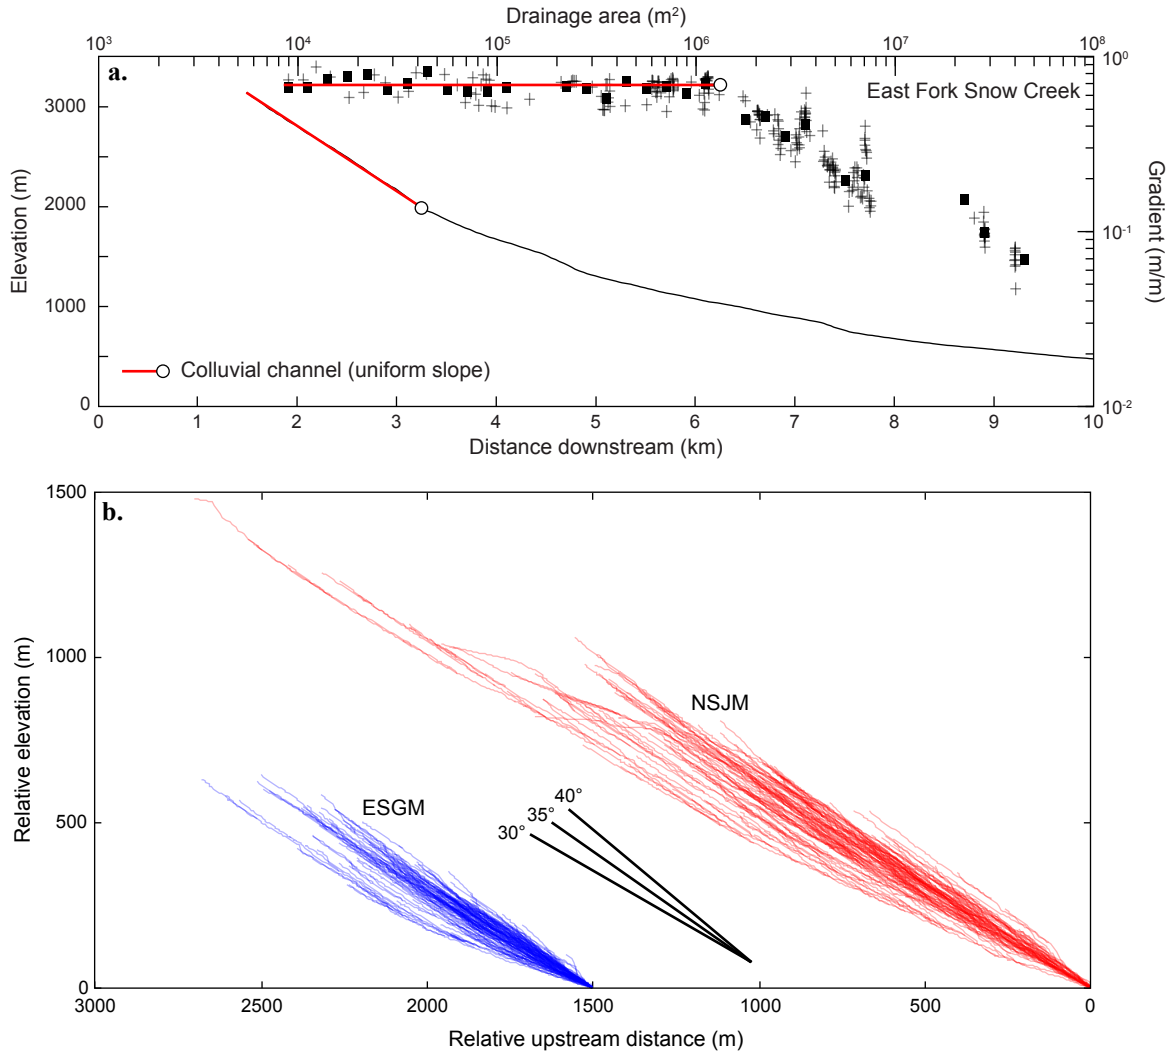 Drainage area (m²)
10³ 10⁴ 10⁵ 10⁶ 10⁷ 10⁸
a.
East Fork Snow Creek
Elevation (m)
3000
2000
1000
0
Gradient (m/m)
10⁰
10⁻¹
10⁻²
Colluvial channel (uniform slope)
0 1 2 3 4 5 6 7 8 9 10
Distance downstream (km)
b.
Relative elevation (m)
1500
1000
500
0
NSJM
ESGM
40°
35°
30°
3000 2500 2000 1500 1000 500 0
Relative upstream distance (m)